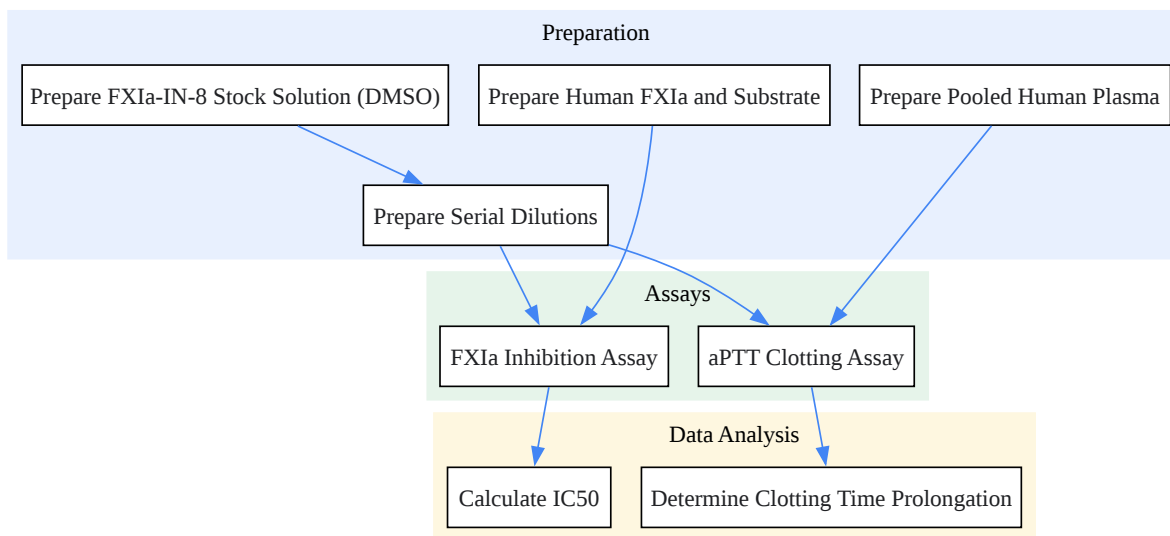 Preparation
Prepare FXIa-IN-8 Stock Solution (DMSO)
Prepare Human FXIa and Substrate
Prepare Pooled Human Plasma
Prepare Serial Dilutions
Assays
FXIa Inhibition Assay
aPTT Clotting Assay
Data Analysis
Calculate IC50
Determine Clotting Time Prolongation